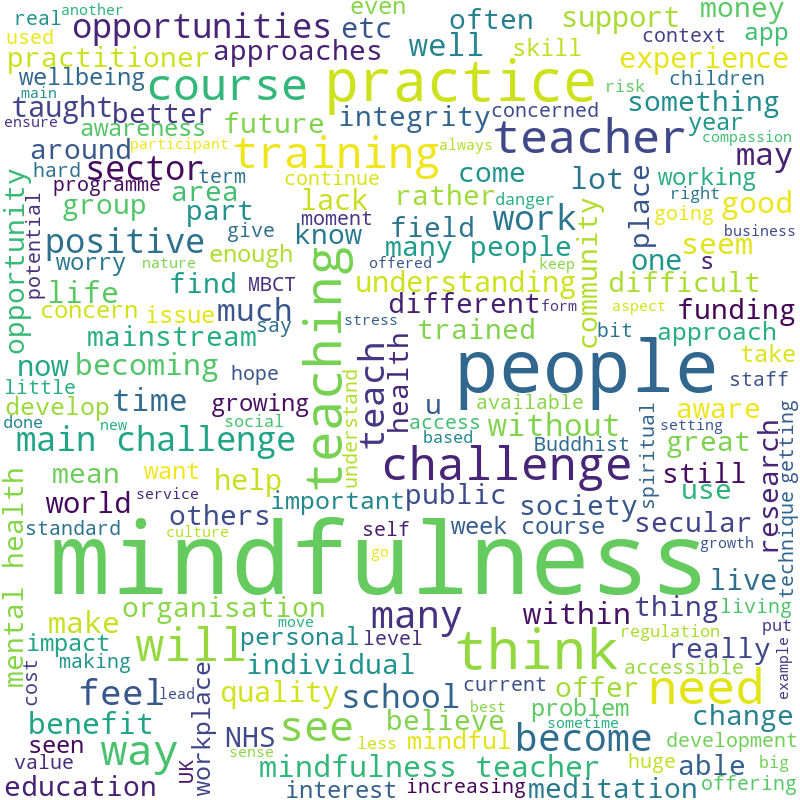 real another
used
practitioner
opportunities
approaches
etc
even
often
well
support
skill
money
context
app
experience
wellbeing
main
course
practice
children
risk
something
taught
ensure
better
awareness
participant
future
integrity
concerned
year
compassion
around
hard
sector
training
always
teacher
may
programme
term
continue
come
lot
place
working
right
group
area
part
lack
rather
danger
going
good
business
opportunity
potential
positive
give
moment
know
field
work
many people
community
seem
worry
nature
enough
offered
keep
one
s
life
find
MBCT
understanding
difficult
concern
issue
much
different
form
aspect
funding
mainstream
say
stress
trained
bit
approach
now
becoming
hope
teaching
teach
health
people
take
little
staff
develop
time
growing
u
available
aware
done
new
social
understand
access
without
main challenge
based
Buddhist
setting
great
mean
want
help
challenge
spiritual
still
research
technique
getting
world
service
important
public
society
use
standard
others
culture
self
week course
secular
go
growth
mindfulness
mental health
live
organisation
many
within
thing
living
make
move
put
impact
will
personal
level
think
regulation
really
making
individual
accessible
example
cost
feel
lead
workplace
quality
school
current
offer
need
best
problem
change
benefit
see
believe
sometime
seen
way
NHS
less
mindful
become
development
value
sense
UK
mindfulness teacher
huge
able
big
education
interest
increasing
meditation
offering